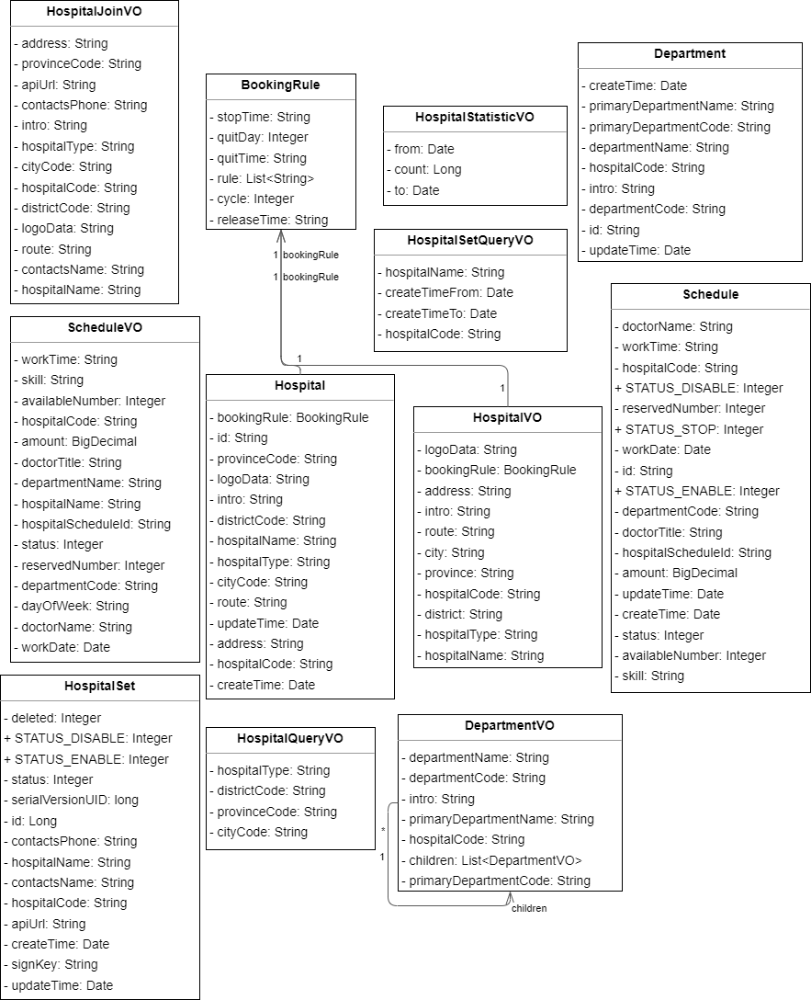 HospitalJoinVO
- address: String
- provinceCode: String
- apiUrl: String
- contactsPhone: String
- intro: String
- hospitalType: String
- cityCode: String
- hospitalCode: String
- districtCode: String
- logoData: String
- route: String
- contactsName: String
- hospitalName: String
BookingRule
- stopTime: String
- quitDay: Integer
- quitTime: String
- rule: List<String>
- cycle: Integer
- releaseTime: String
HospitalStatisticVO
- from: Date
- count: Long
- to: Date
Department
- createTime: Date
- primaryDepartmentName: String
- primaryDepartmentCode: String
- departmentName: String
- hospitalCode: String
- intro: String
- departmentCode: String
- id: String
- updateTime: Date
HospitalSetQueryVO
- hospitalName: String
- createTimeFrom: Date
- createTimeTo: Date
- hospitalCode: String
1 bookingRule
1 bookingRule
1
1
ScheduleVO
- workTime: String
- skill: String
- availableNumber: Integer
- hospitalCode: String
- amount: BigDecimal
- doctorTitle: String
- departmentName: String
- hospitalName: String
- hospitalScheduleId: String
- status: Integer
- reservedNumber: Integer
- departmentCode: String
- dayOfWeek: String
- doctorName: String
- workDate: Date
Hospital
- bookingRule: BookingRule
- id: String
- provinceCode: String
- logoData: String
- intro: String
- districtCode: String
- hospitalName: String
- hospitalType: String
- cityCode: String
- route: String
- updateTime: Date
- address: String
- hospitalCode: String
- createTime: Date
HospitalVO
- logoData: String
- bookingRule: BookingRule
- address: String
- intro: String
- route: String
- city: String
- province: String
- hospitalCode: String
- district: String
- hospitalType: String
- hospitalName: String
Schedule
- doctorName: String
- workTime: String
- hospitalCode: String
+ STATUS_DISABLE: Integer
- reservedNumber: Integer
+ STATUS_STOP: Integer
- workDate: Date
- id: String
+ STATUS_ENABLE: Integer
- departmentCode: String
- doctorTitle: String
- hospitalScheduleId: String
- amount: BigDecimal
- updateTime: Date
- createTime: Date
- status: Integer
- availableNumber: Integer
- skill: String
HospitalSet
- deleted: Integer
+ STATUS_DISABLE: Integer
+ STATUS_ENABLE: Integer
- status: Integer
- serialVersionUID: long
- id: Long
- contactsPhone: String
- hospitalName: String
- contactsName: String
- hospitalCode: String
- apiUrl: String
- createTime: Date
- signKey: String
- updateTime: Date
HospitalQueryVO
- hospitalType: String
- districtCode: String
- provinceCode: String
- cityCode: String
DepartmentVO
- departmentName: String
- departmentCode: String
- intro: String
- primaryDepartmentName: String
- hospitalCode: String
- children: List<DepartmentVO>
- primaryDepartmentCode: String
*
1
children